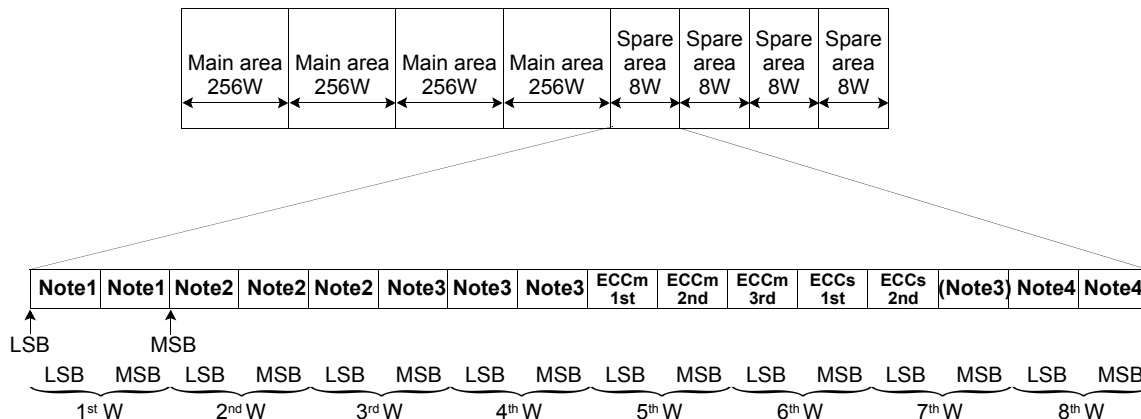 Main area 256W Main area 256W Main area 256W Main area 256W Spare area 8W Spare area 8W Spare area 8W Spare area 8W
Note1 Note1 Note2 Note2 Note2 Note3 Note3 Note3 ECCm 1st ECCm 2nd ECCm 3rd ECCs 1st ECCs 2nd (Note3) Note4 Note4
LSB MSB
LSB MSB LSB MSB LSB MSB LSB MSB LSB MSB LSB MSB LSB MSB LSB MSB
1st W 2nd W 3rd W 4th W 5th W 6th W 7th W 8th W